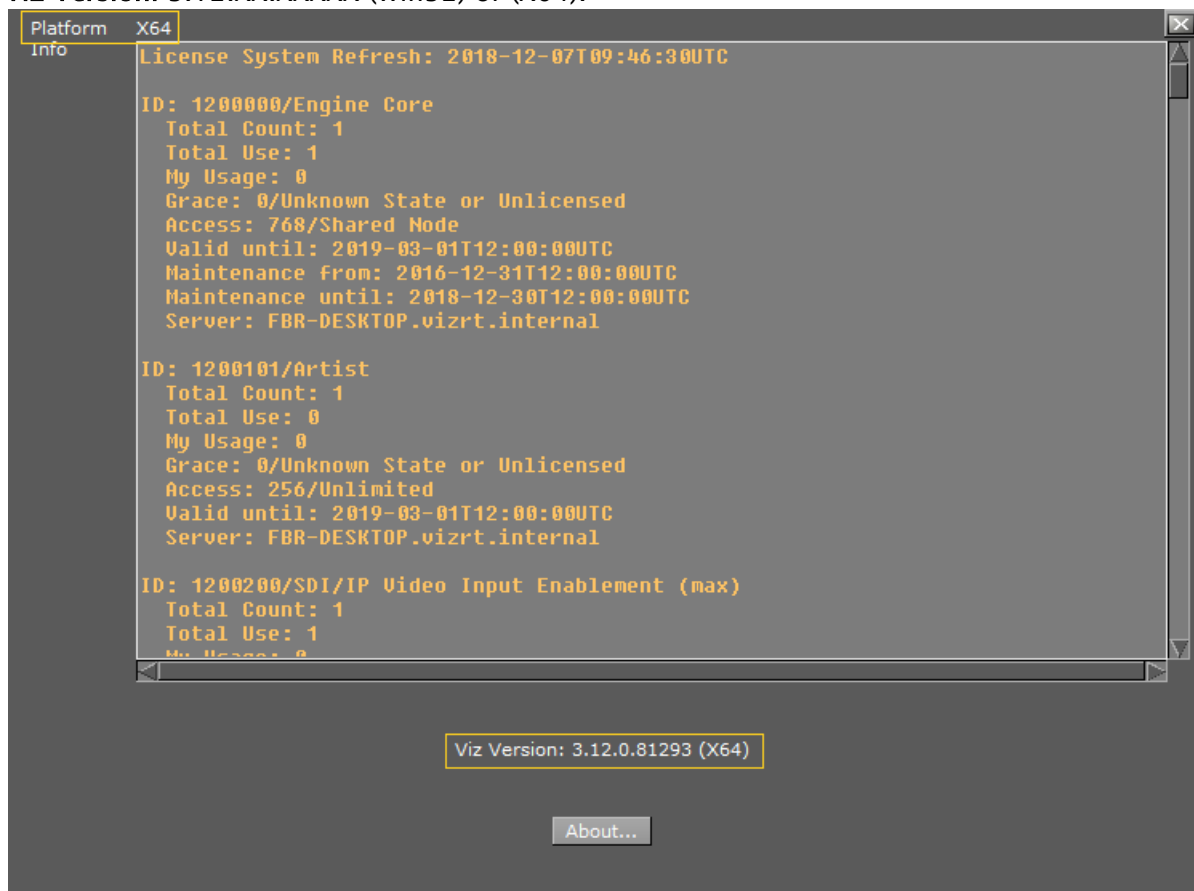 Platform X64
Info
License System Refresh: 2018-12-07T09:46:30UTC
ID: 1200000/Engine Core
Total Count: 1
Total Use: 1
My Usage: 0
Grace: 0/Unknown State or Unlicensed
Access: 768/Shared Node
Valid until: 2019-03-01T12:00:00UTC
Maintenance from: 2016-12-31T12:00:00UTC
Maintenance until: 2018-12-30T12:00:00UTC
Server: FBR-DESKTOP.vizrt.internal
ID: 1200101/Artist
Total Count: 1
Total Use: 0
My Usage: 0
Grace: 0/Unknown State or Unlicensed
Access: 256/Unlimited
Valid until: 2019-03-01T12:00:00UTC
Server: FBR-DESKTOP.vizrt.internal
ID: 1200200/SDI/IP Video Input Enablement (max)
Total Count: 1
Total Use: 1
My Usage: 0
Viz Version: 3.12.0.81293 (X64)
About...